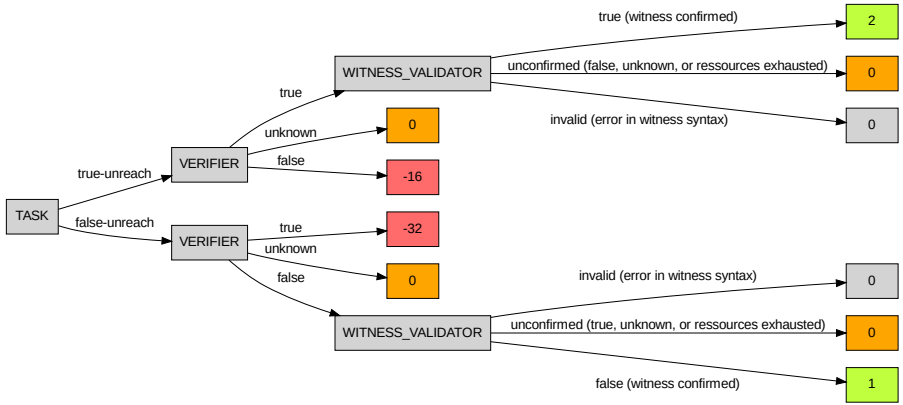 true (witness confirmed)
2
WITNESS_VALIDATOR
unconfirmed (false, unknown, or ressources exhausted)
0
true
invalid (error in witness syntax)
0
unknown
0
VERIFIER
false
-16
true-unreach
TASK
false-unreach
VERIFIER
true
-32
unknown
0
false
invalid (error in witness syntax)
0
WITNESS_VALIDATOR
unconfirmed (true, unknown, or ressources exhausted)
0
false (witness confirmed)
1